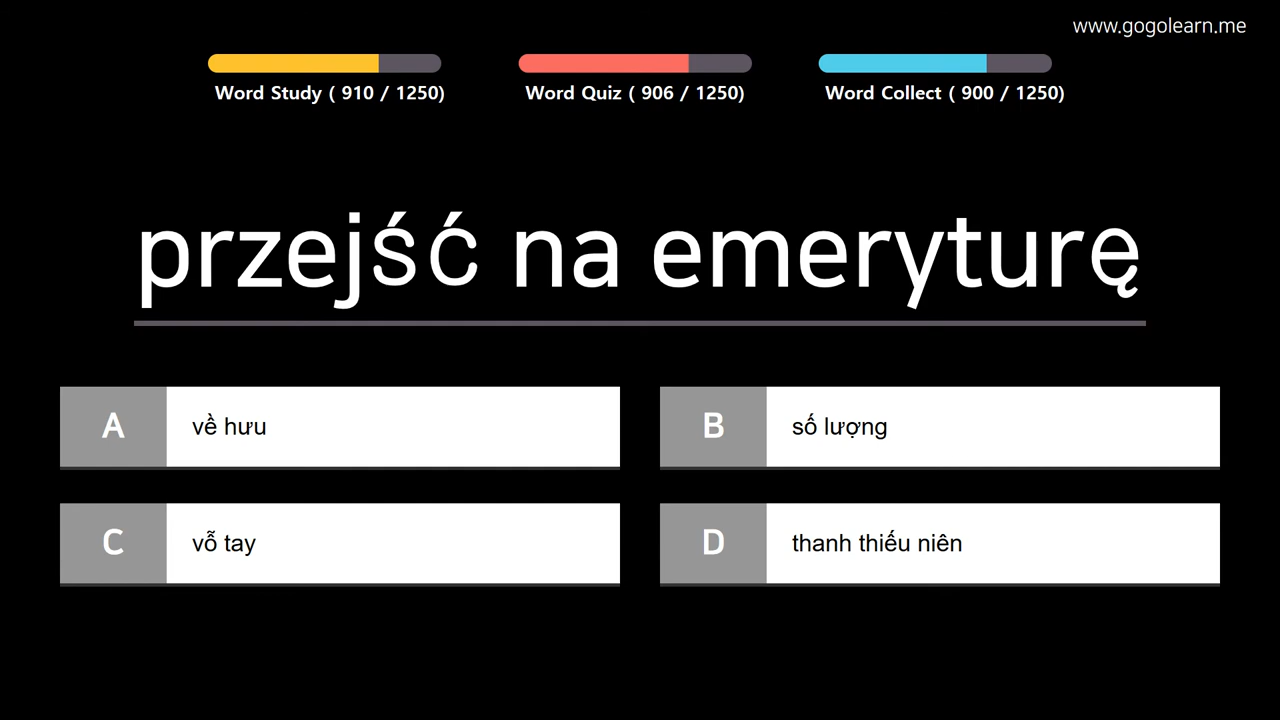 www.gogolearn.me
Word Study ( 910 / 1250)
Word Quiz ( 906 / 1250)
Word Collect ( 900 / 1250)
przejść na emeryturę
A về hưu
B số lượng
C vỗ tay
D thanh thiếu niên